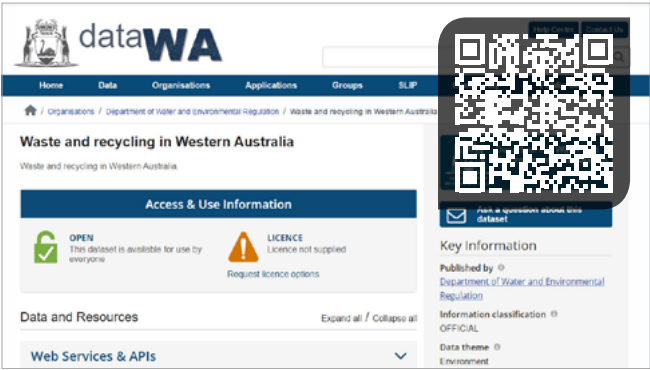 dataWA
Help Centre Contact Us
Home Data Organisations Applications Groups SLIP
/ Organisations / Department of Water and Environmental Regulation / Waste and recycling in Western Australia
Waste and recycling in Western Australia
Waste and recycling in Western Australia.
Access & Use Information
OPEN
This dataset is available for use by
everyone
LICENCE
Licence not supplied
Request licence options
Data and Resources
Expand all / Collapse all
Web Services & APIs
Ask a question about this
dataset
Key Information
Published by
Department of Water and Environmental
Regulation
Information classification
OFFICIAL
Data theme
Environment